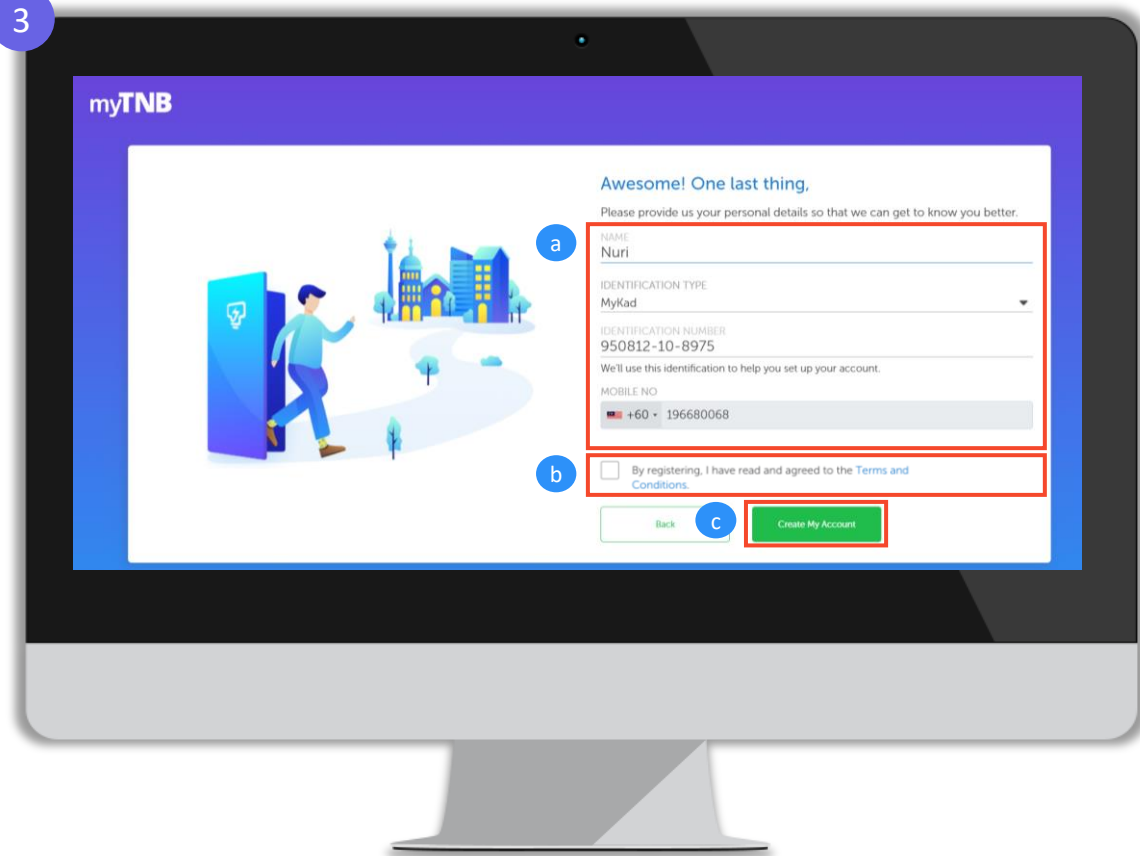 3
myTNB
Awesome! One last thing,
Please provide us your personal details so that we can get to know you better.
a
NAME
Nuri
IDENTIFICATION TYPE
MyKad
IDENTIFICATION NUMBER
950812-10-8975
We'll use this identification to help you set up your account.
MOBILE NO
+60 196680068
b
By registering, I have read and agreed to the Terms and
Conditions.
Back
c
Create My Account